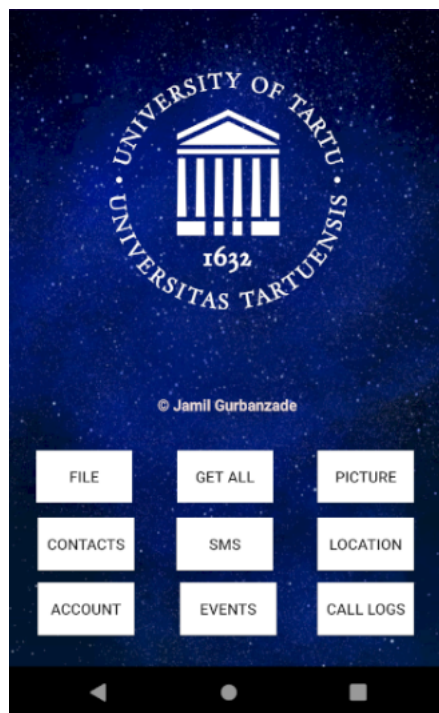 • UNIVERSITY OF TARTU •
UNIVERSITAS TARTUENSIS
1632
© Jamil Gurbanzade
FILE GET ALL PICTURE
CONTACTS SMS LOCATION
ACCOUNT EVENTS CALL LOGS